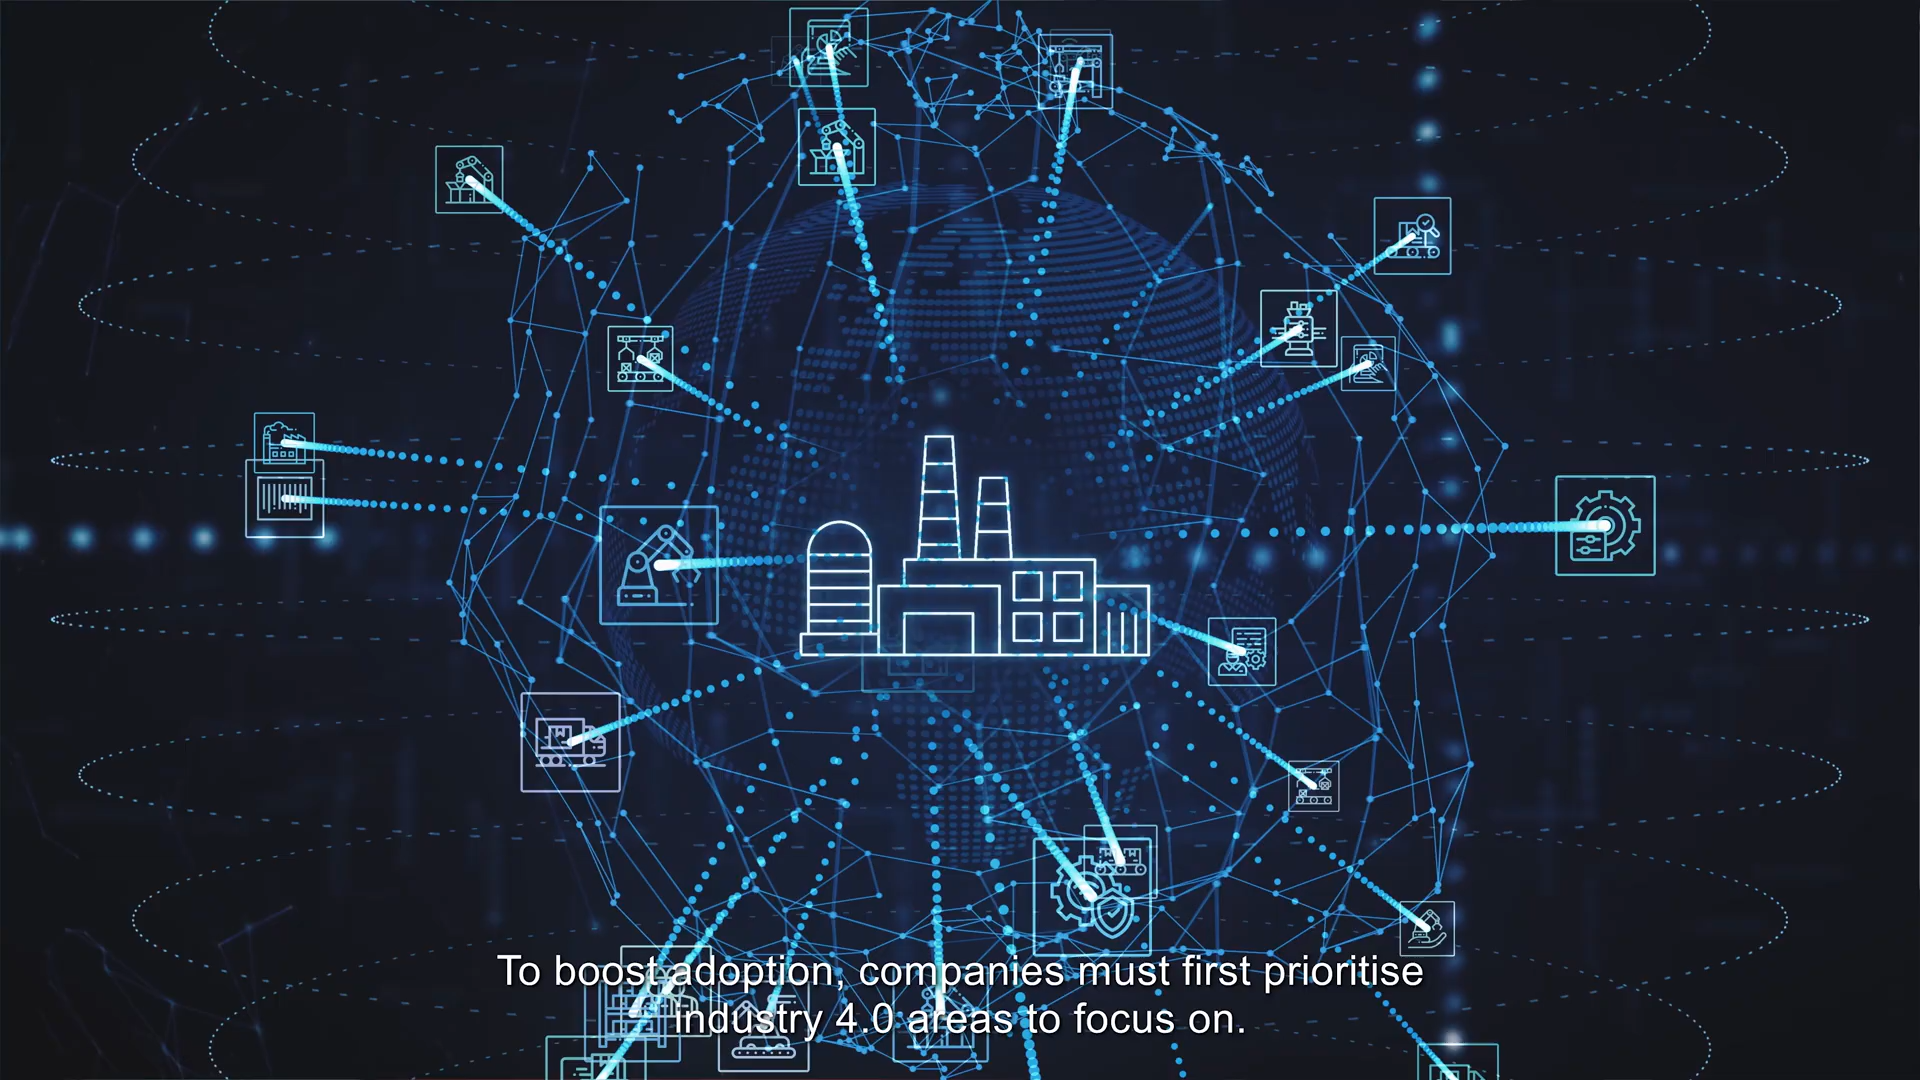 To boost adoption, companies must first prioritise
industry 4.0 areas to focus on.